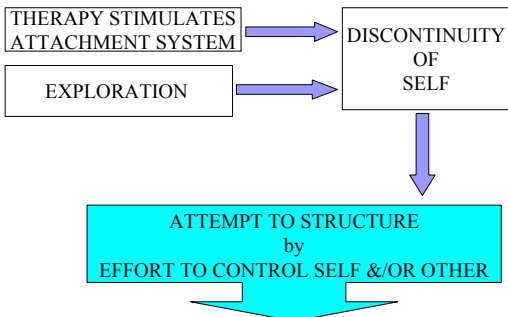 THERAPY STIMULATES
ATTACHMENT SYSTEM
EXPLORATION
DISCONTINUITY
OF
SELF
ATTEMPT TO STRUCTURE
by
EFFORT TO CONTROL SELF &/OR OTHER